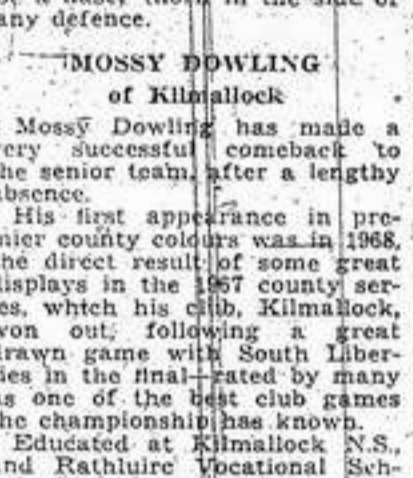 any defence.
MOSSY DOWLING
of Kilmallock
Mossy Dowling has made a
very successful comeback to
the senior team, after a lengthy
absence.
His first appearance in pre-
mier county colours was in 1968,
the direct result of some great
displays in the 1967 county ser-
ies, which his club, Kilmallock,
won out, following a great
drawn game with South Liber-
ties in the final—rated by many
as one of the best club games
the championship has known.
Educated at Kilmallock N.S.,
and Rathluirc Vocational Sch-